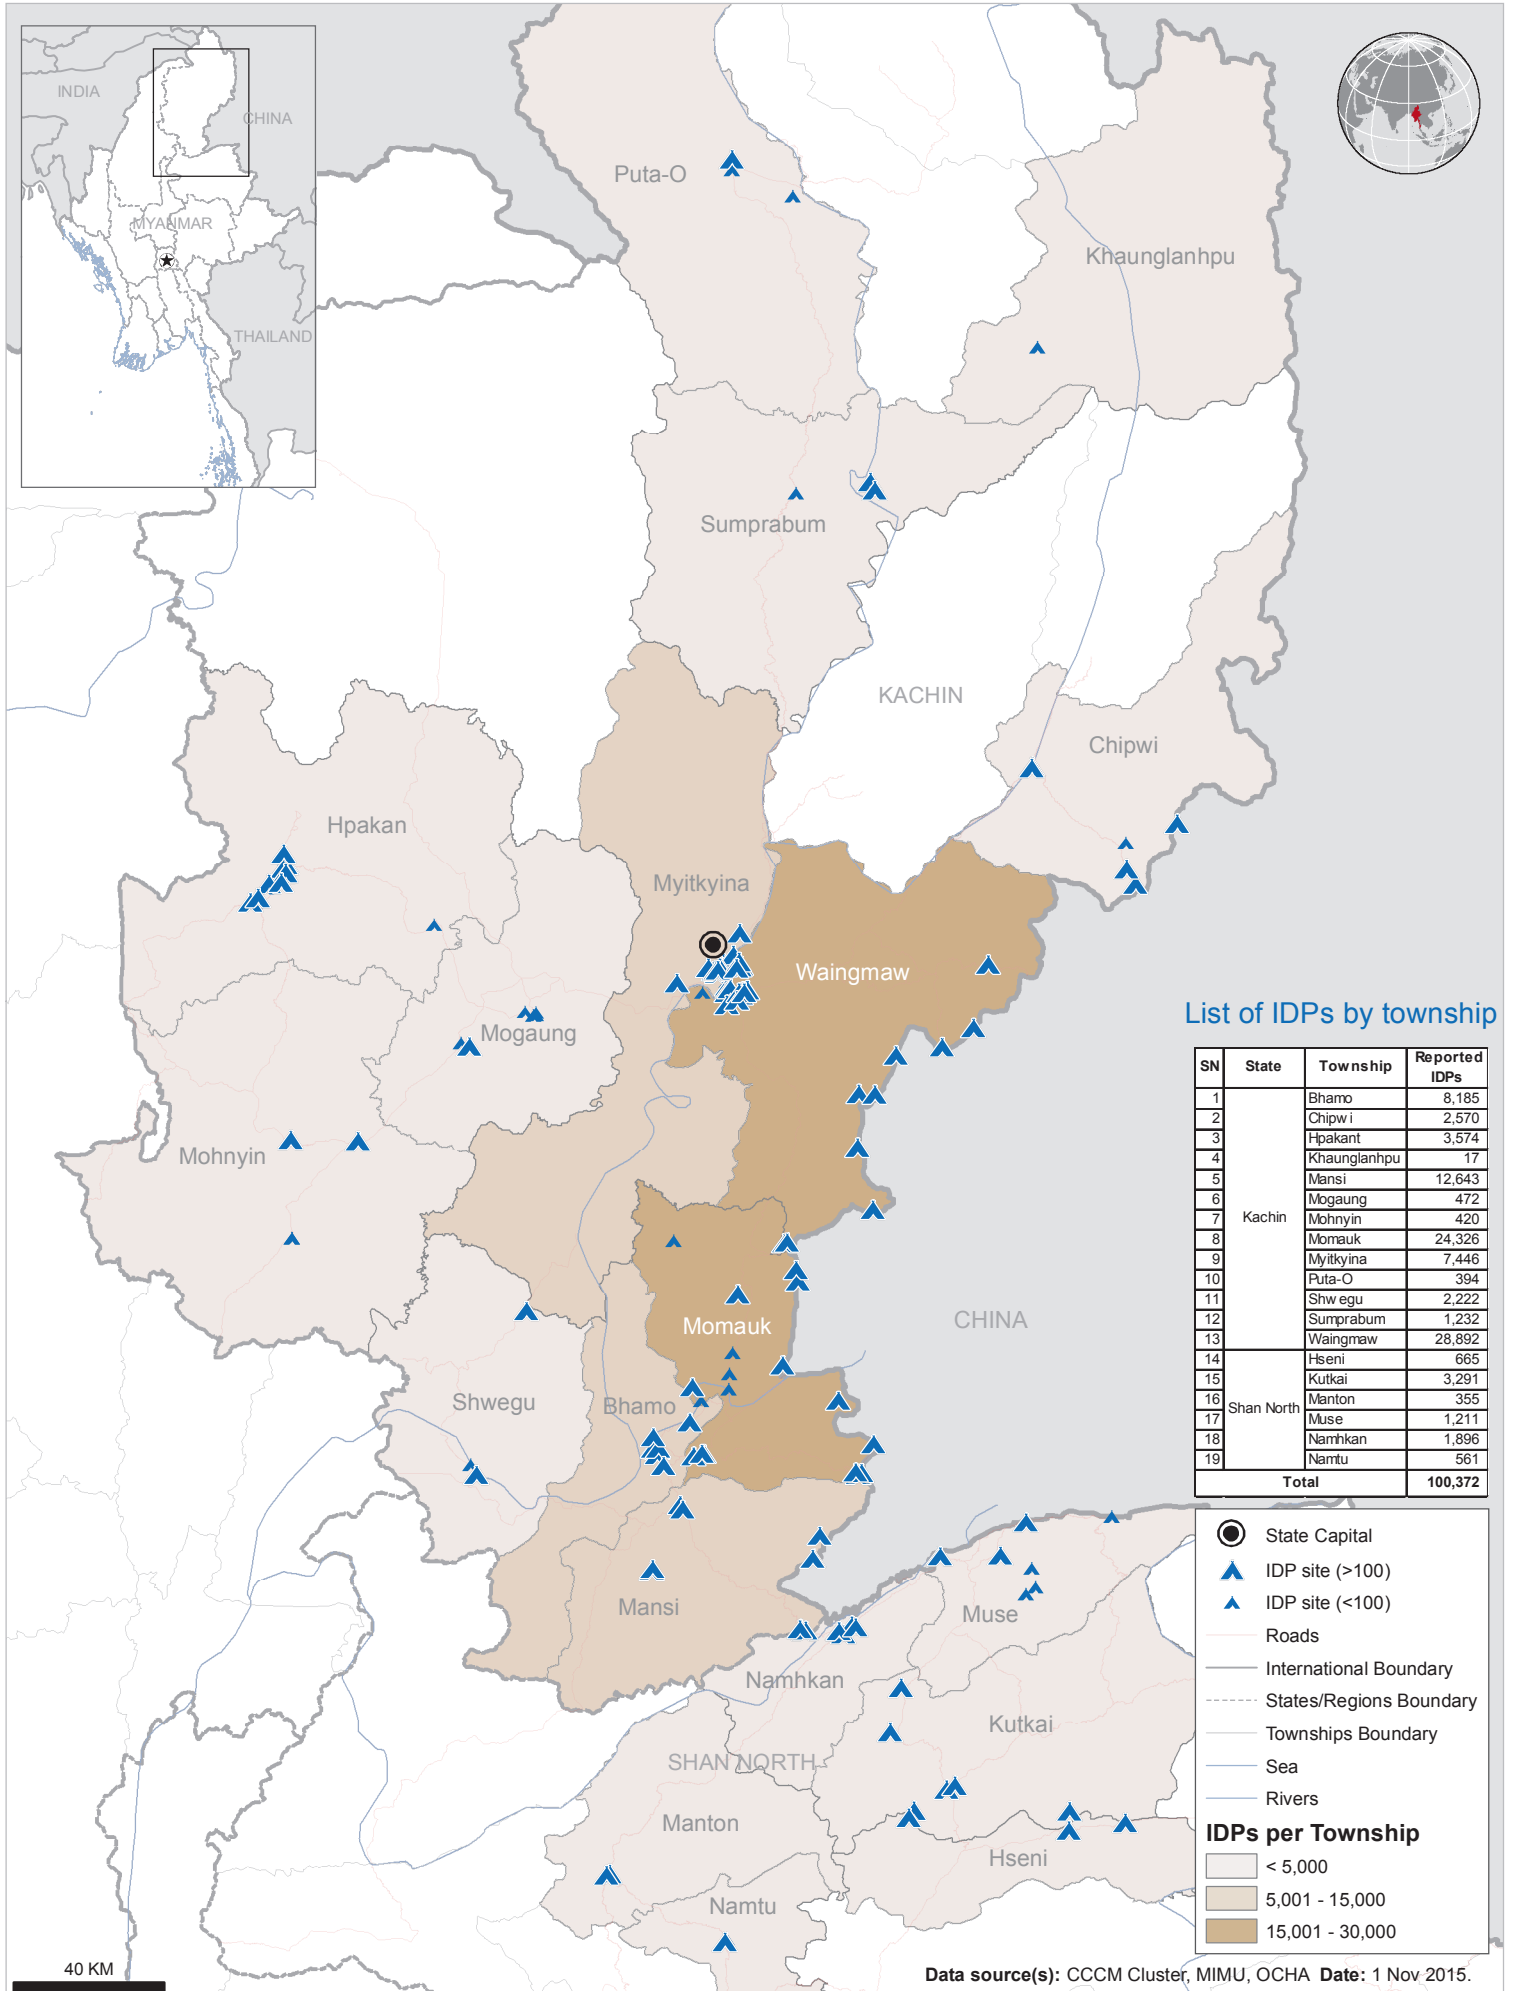 INDIA
CHINA
MYANMAR
THAILAND
Puta-O
Khaunglanhpu
Sumprabum
KACHIN
Chipwi
Hpakan
Myitkyina
Waingmaw
Mogaung
Mohnyin
CHINA
Momauk
Shwegu
Bhamo
Mansi
Muse
Namhkan
Kutkai
SHAN NORTH
Manton
Hseni
Namtu
List of IDPs by township
SN State Township Reported IDPs
1 Kachin Bhamo 8,185
2 Chipwi 2,570
3 Hpakant 3,574
4 Khaunglanhpu 17
5 Mansi 12,643
6 Mogaung 472
7 Mohnyin 420
8 Momauk 24,326
9 Myitkyina 7,446
10 Puta-O 394
11 Shwegu 2,222
12 Sumprabum 1,232
13 Waingmaw 28,892
14 Shan North Hseni 665
15 Kutkai 3,291
16 Manton 355
17 Muse 1,211
18 Namhkan 1,896
19 Namtu 561
Total 100,372
State Capital
IDP site (>100)
IDP site (<100)
Roads
International Boundary
States/Regions Boundary
Townships Boundary
Sea
Rivers
IDPs per Township
< 5,000
5,001 - 15,000
15,001 - 30,000
40 KM
Data source(s): CCCM Cluster, MIMU, OCHA Date: 1 Nov 2015.